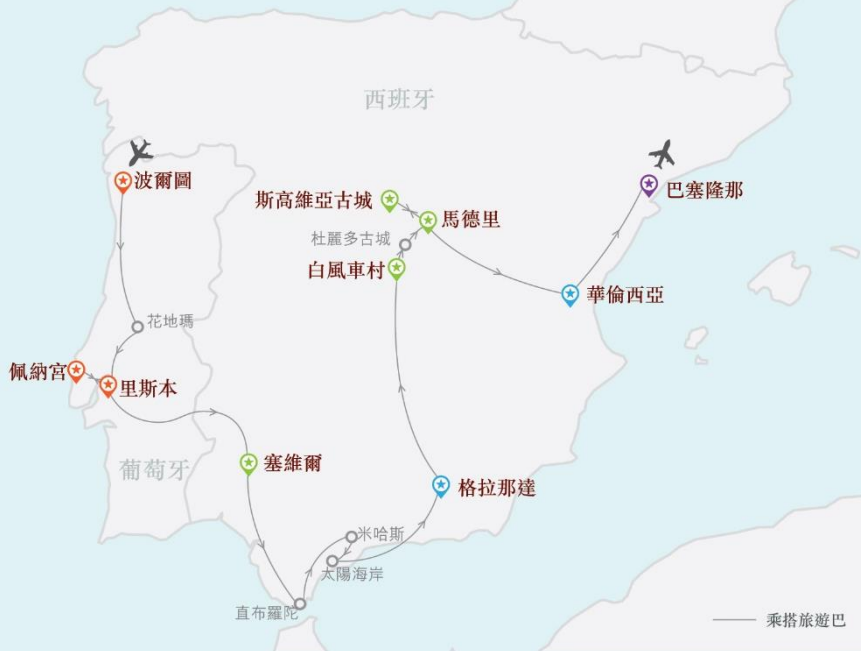 西班牙
波爾圖
斯高維亞古城
馬德里
巴塞隆那
杜麗多古城
白風車村
華倫西亞
花地瑪
佩納宮
里斯本
葡萄牙
塞維爾
格拉那達
米哈斯
太陽海岸
直布羅陀
乘搭旅遊巴